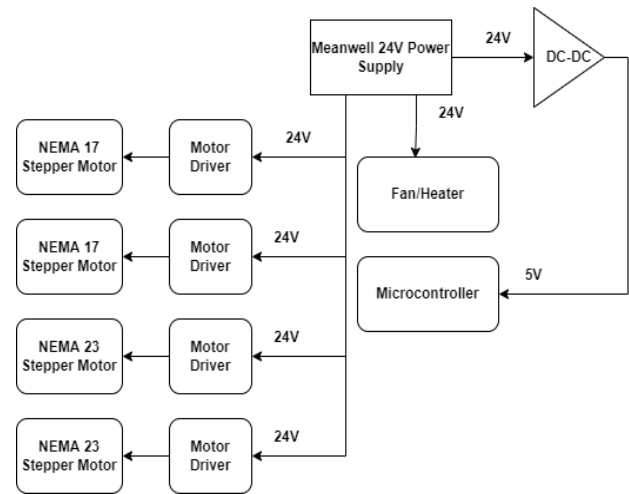 Meanwell 24V Power
Supply
24V
DC-DC
24V
Fan/Heater
Microcontroller
5V
NEMA 17
Stepper Motor
Motor
Driver
24V
NEMA 17
Stepper Motor
Motor
Driver
24V
NEMA 23
Stepper Motor
Motor
Driver
24V
NEMA 23
Stepper Motor
Motor
Driver
24V